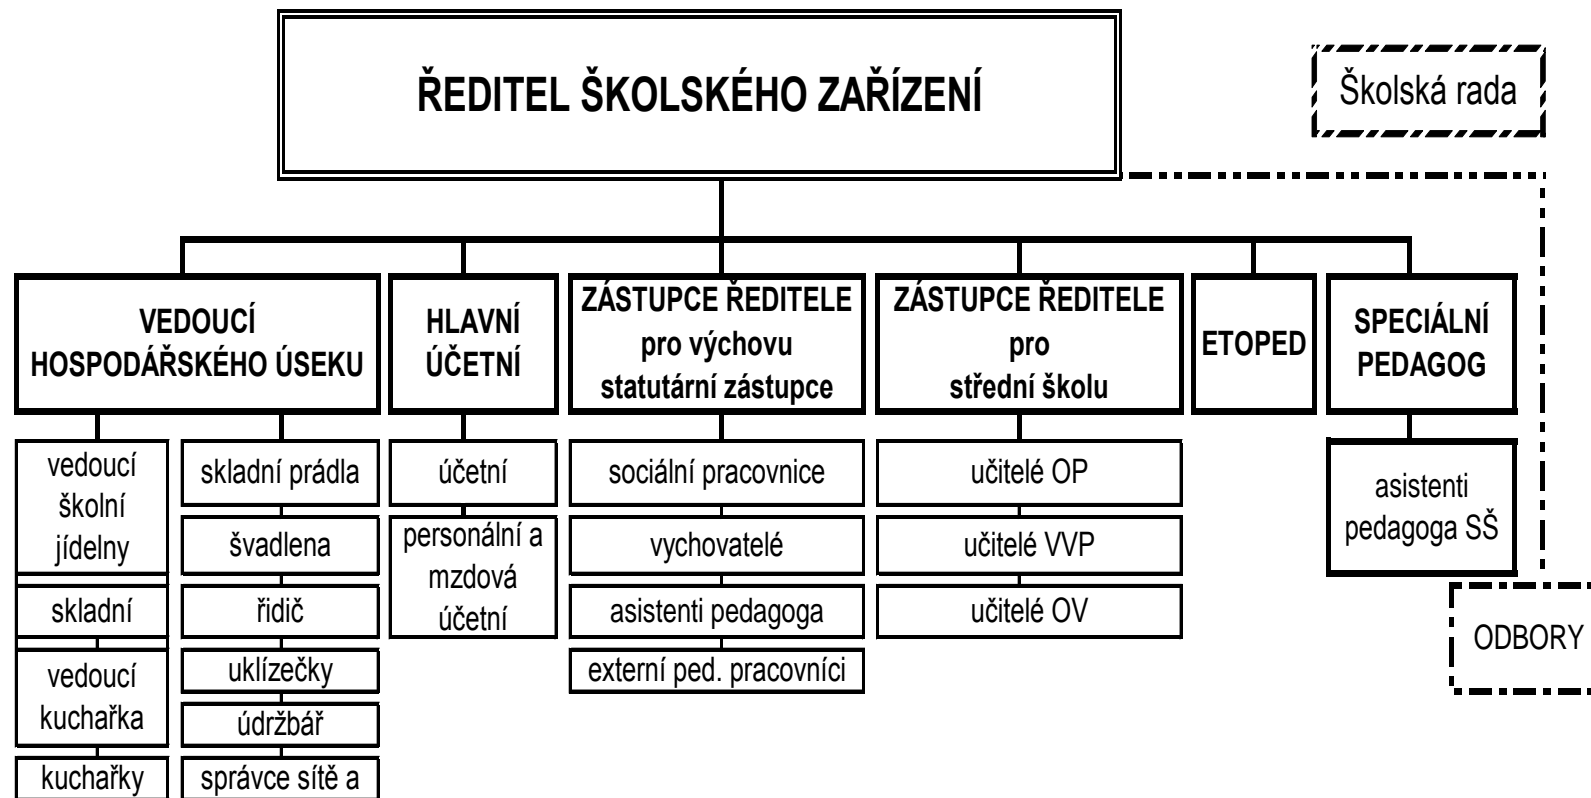 ŘEDITEL ŠKOLSKÉHO ZAŘÍZENÍ
Školská rada
VEDOUCÍ
HOSPODÁŘSKÉHO ÚSEKU
HLAVNÍ
ÚČETNÍ
ZÁSTUPCE ŘEDITELE
pro výchovu
statutární zástupce
ZÁSTUPCE ŘEDITELE
pro
střední školu
ETOPED
SPECIÁLNÍ
PEDAGOG
vedoucí
školní
jídelny
skladní
vedoucí
kuchařka
kuchařky
skladní prádla
švadlena
řidič
uklízečky
údržbář
správce sítě a
účetní
personální a
mzdová
účetní
sociální pracovnice
vychovatelé
asistenti pedagoga
externí ped. pracovníci
učitelé OP
učitelé VVP
učitelé OV
asistenti
pedagoga SŠ
ODBORY